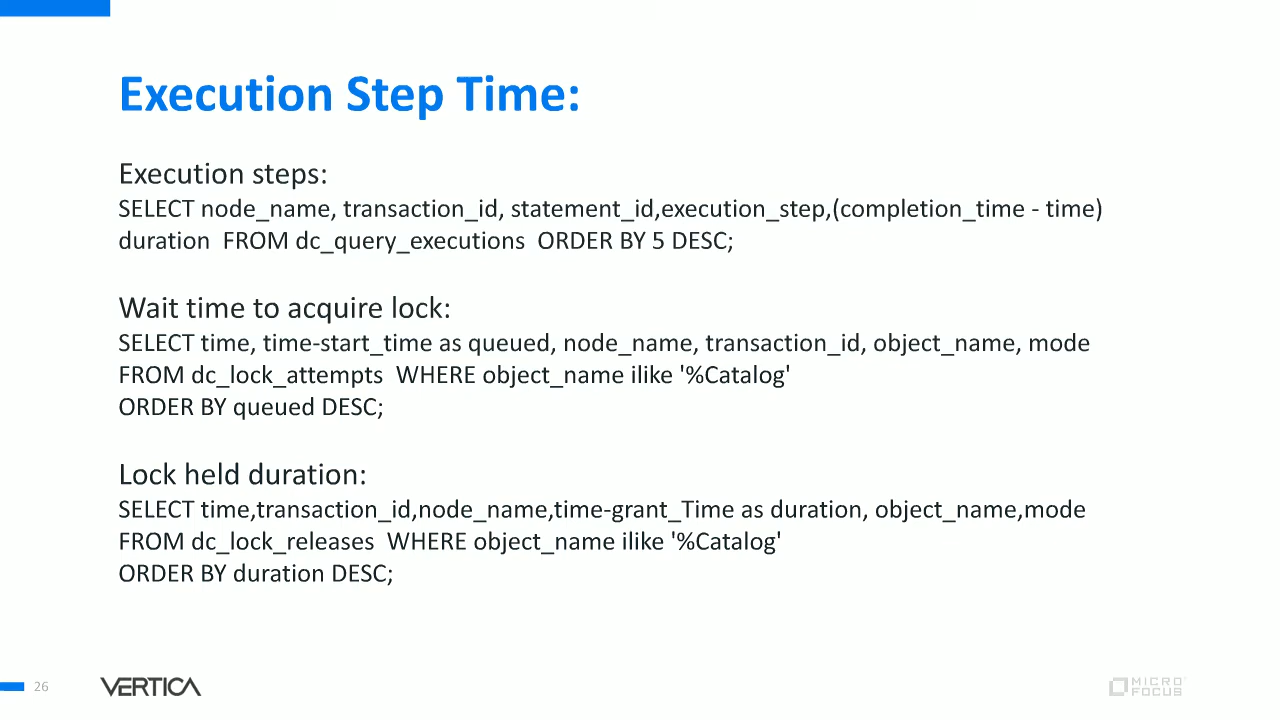 Execution Step Time:
Execution steps:
SELECT node_name, transaction_id, statement_id,execution_step,(completion_time - time)
duration  FROM dc_query_executions  ORDER BY 5 DESC;
Wait time to acquire lock:
SELECT time, time-start_time as queued, node_name, transaction_id, object_name, mode
FROM dc_lock_attempts  WHERE object_name ilike '%Catalog'
ORDER BY queued DESC;
Lock held duration:
SELECT time,transaction_id,node_name,time-grant_Time as duration, object_name,mode
FROM dc_lock_releases  WHERE object_name ilike '%Catalog'
ORDER BY duration DESC;
26
VERTICA
MICRO
FOCUS